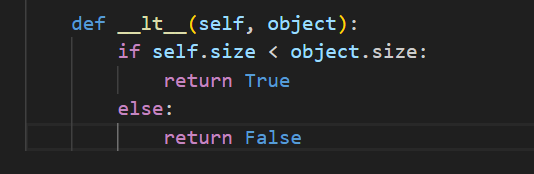 def __lt__(self, object):
    if self.size < object.size:
        return True
    else:
        return False